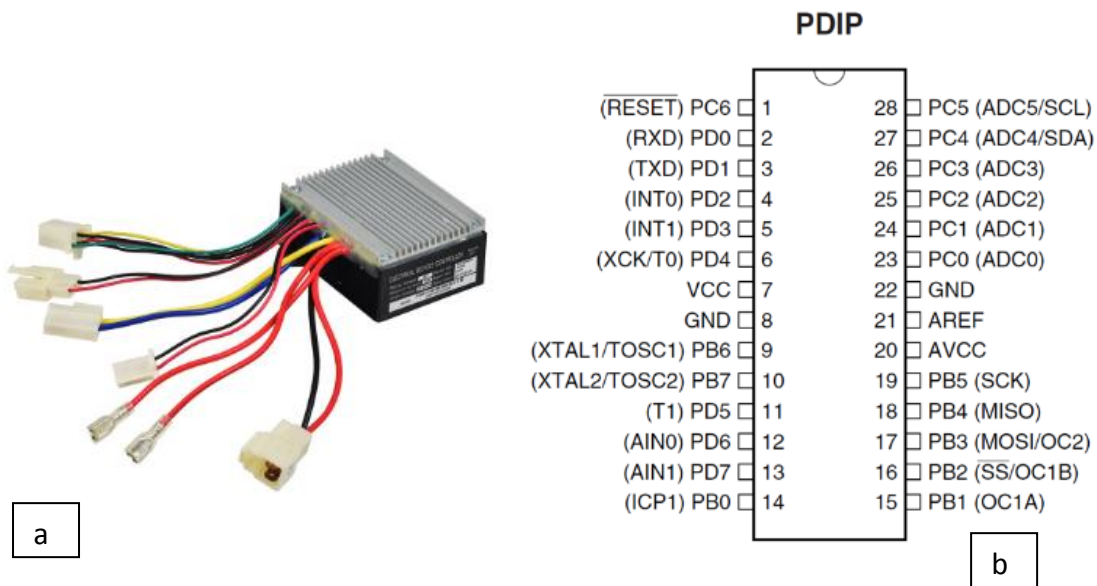 PDIP
(RESET) PC6 1 28 PC5 (ADC5/SCL)
(RXD) PD0 2 27 PC4 (ADC4/SDA)
(TXD) PD1 3 26 PC3 (ADC3)
(INT0) PD2 4 25 PC2 (ADC2)
(INT1) PD3 5 24 PC1 (ADC1)
(XCK/T0) PD4 6 23 PC0 (ADC0)
VCC 7 22 GND
GND 8 21 AREF
(XTAL1/TOSC1) PB6 9 20 AVCC
(XTAL2/TOSC2) PB7 10 19 PB5 (SCK)
(T1) PD5 11 18 PB4 (MISO)
(AIN0) PD6 12 17 PB3 (MOSI/OC2)
(AIN1) PD7 13 16 PB2 (SS/OC1B)
(ICP1) PB0 14 15 PB1 (OC1A)
a
b